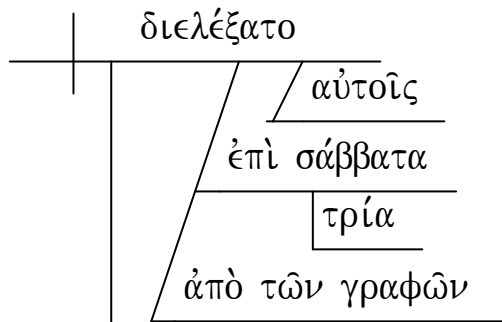 διελέξατο
αὐτοῖς
ἐπὶ σάββατα
τρία
ἀπὸ τῶν γραφῶν